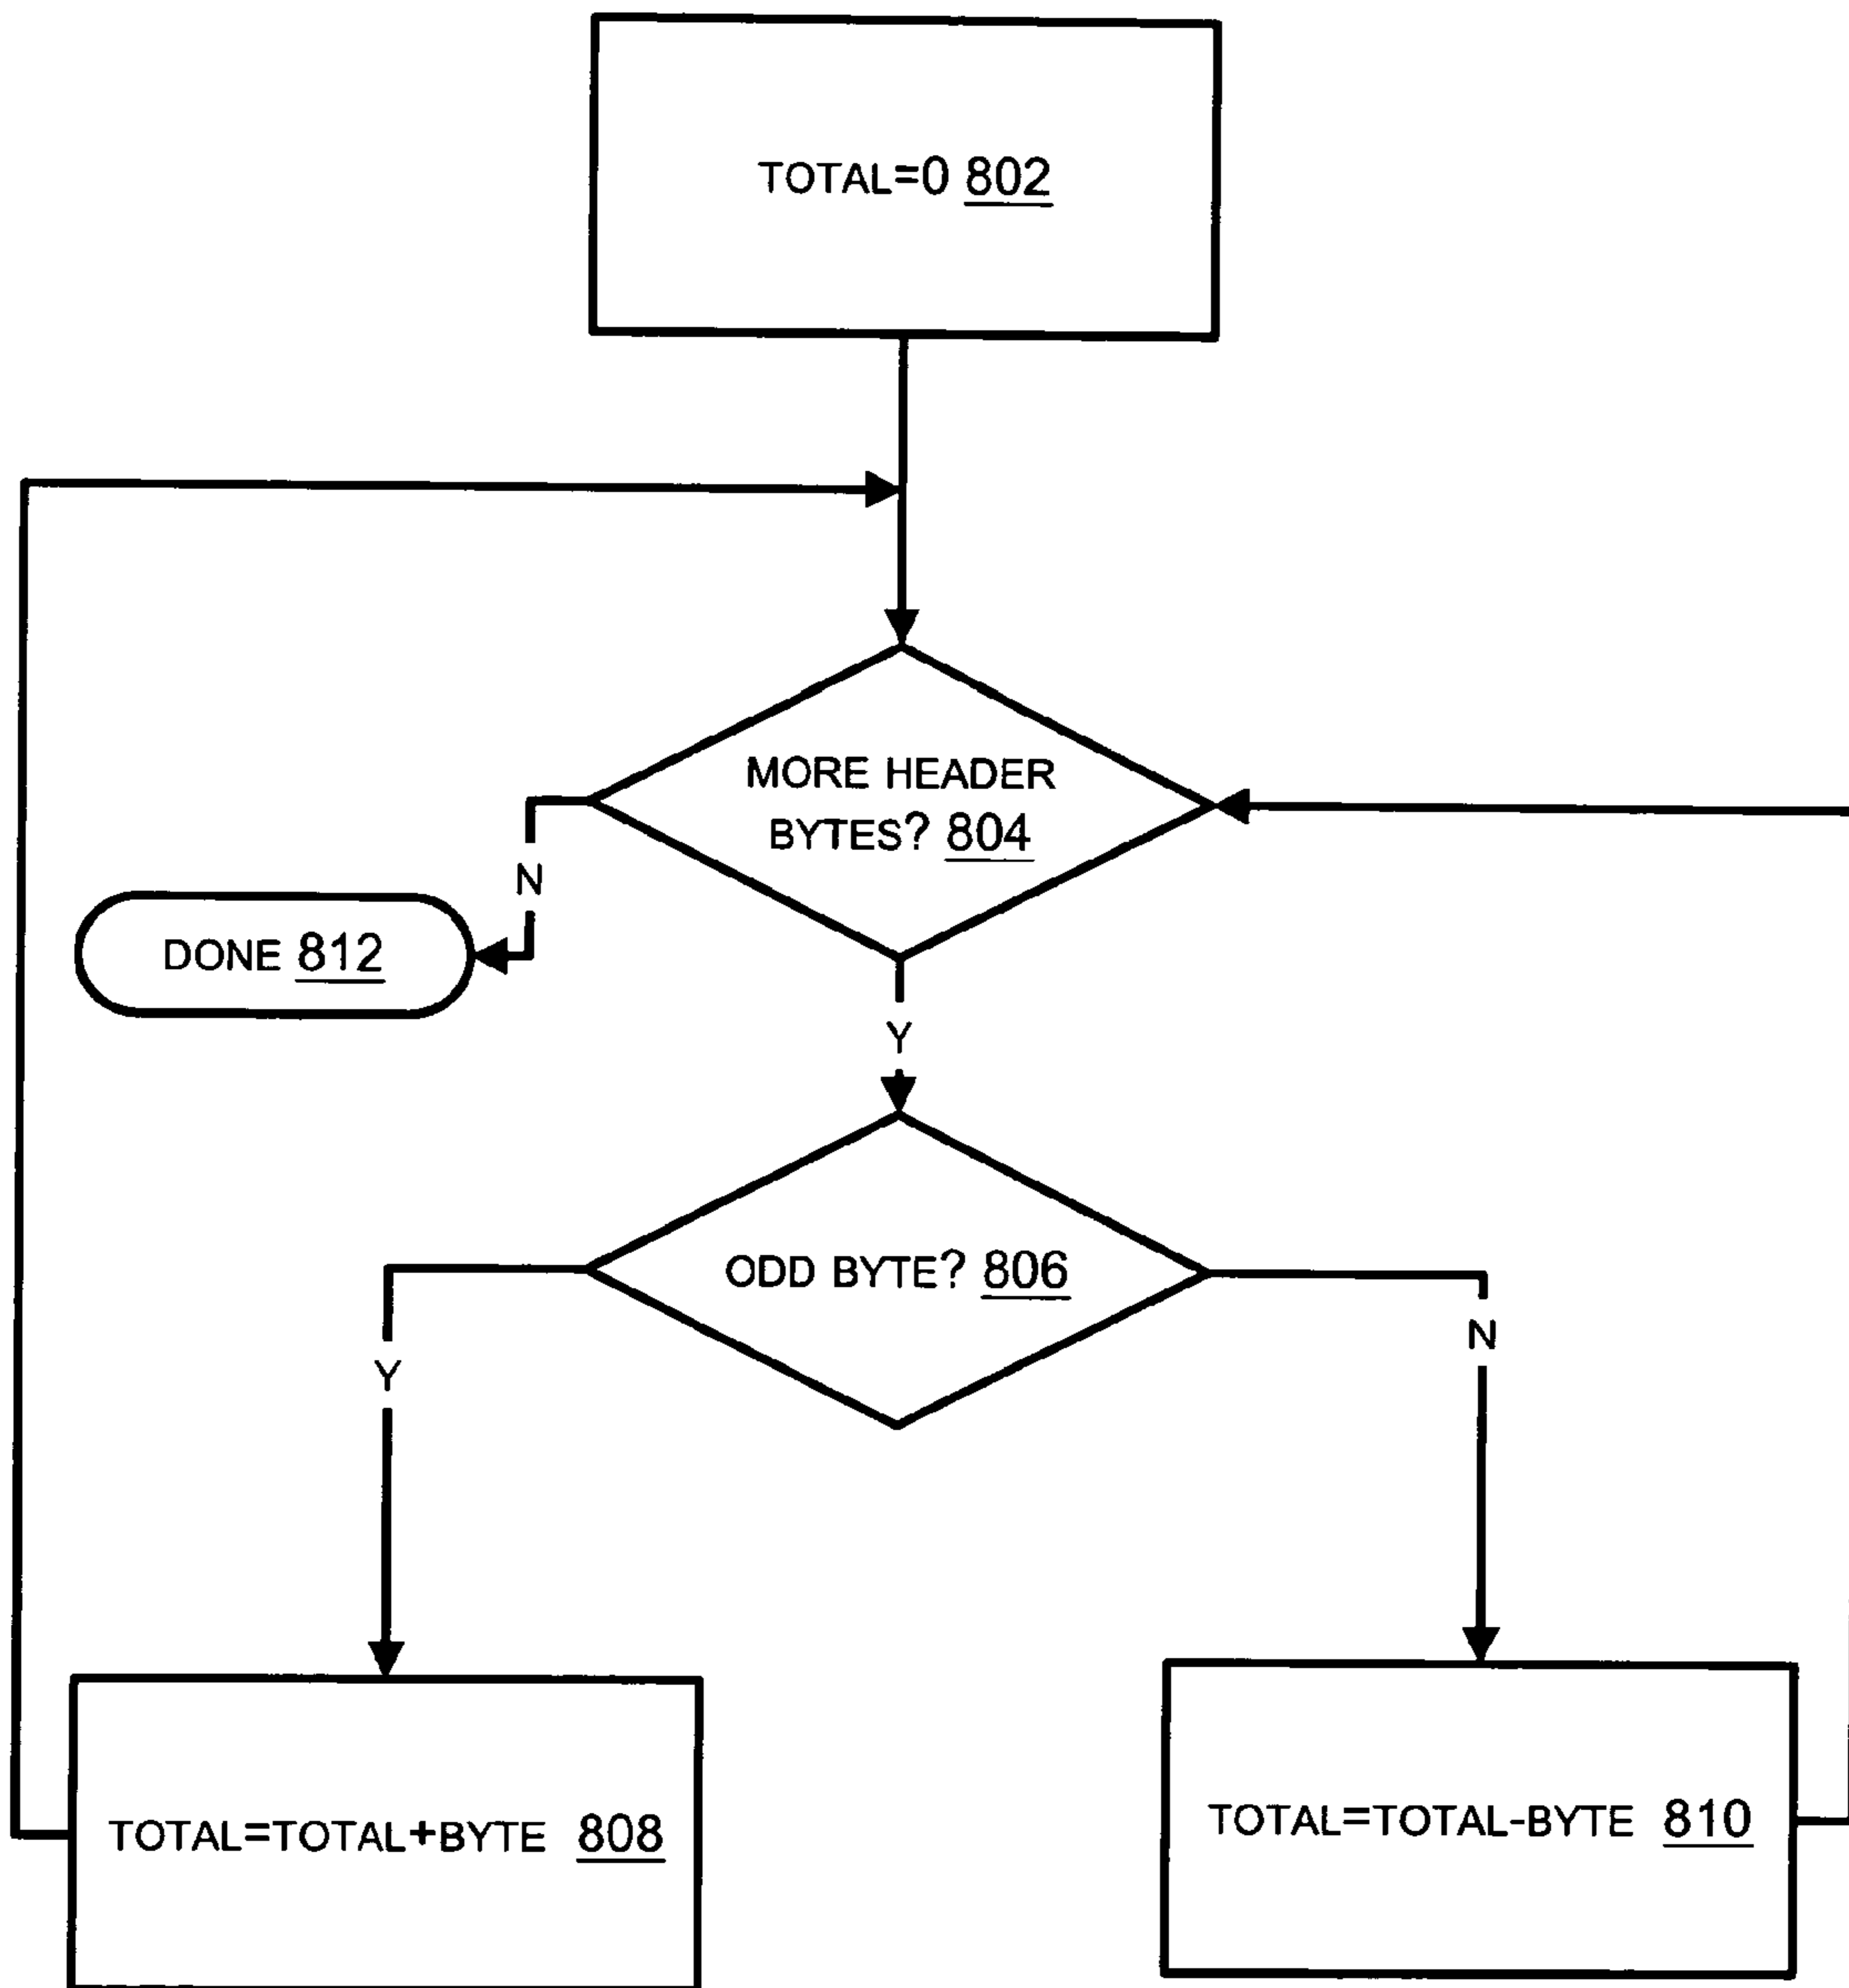 TOTAL=0 802
MORE HEADER
BYTES? 804
N
DONE 812
Y
ODD BYTE? 806
Y
N
TOTAL=TOTAL+BYTE 808
TOTAL=TOTAL-BYTE 810